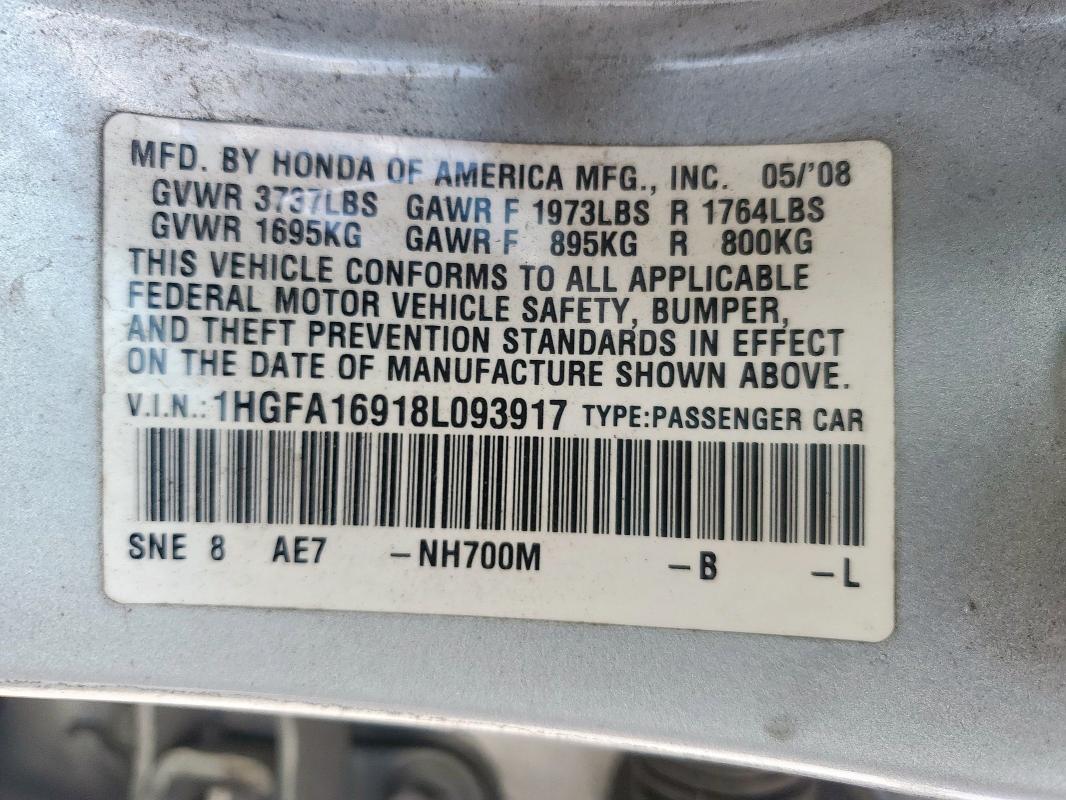 MFD. BY HONDA OF AMERICA MFG., INC. 05/'08
GVWR 3737LBS GAWR F 1973LBS R 1764LBS
GVWR 1695KG GAWR F 895KG R 800KG
THIS VEHICLE CONFORMS TO ALL APPLICABLE
FEDERAL MOTOR VEHICLE SAFETY, BUMPER,
AND THEFT PREVENTION STANDARDS IN EFFECT
ON THE DATE OF MANUFACTURE SHOWN ABOVE.
V.I.N.: 1HGFA16918L093917 TYPE:PASSENGER CAR
SNE 8 AE7 –NH700M –B –L